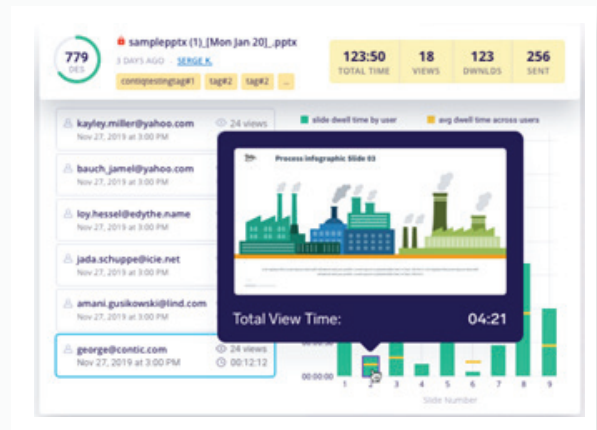 779
DES
samplepptx (1)_[Mon Jan 20]_.pptx
3 DAYS AGO - SERGE K.
contiqtestingtag#1 tag#2 tag#2 ..
123:50
TOTAL TIME
18
VIEWS
123
DWNLDS
256
SENT
kayley.miller@yahoo.com 24 views
Nov 27, 2019 at 3:00 PM
bauch_jamel@yahoo.com
Nov 27, 2019 at 3:00 PM
loy.hessel@edythe.name
Nov 27, 2019 at 3:00 PM
jada.schuppe@icie.net
Nov 27, 2019 at 3:00 PM
amani.gusikowski@lind.com
Nov 27, 2019 at 3:00 PM
george@contic.com 24 views
Nov 27, 2019 at 3:00 PM 00:12:12
slide dwell time by user avg dwell time across users
Process infographic Slide 03
Total View Time: 04:21
00:00:00
1 2 3 4 5 6 7 8 9
Slide Number